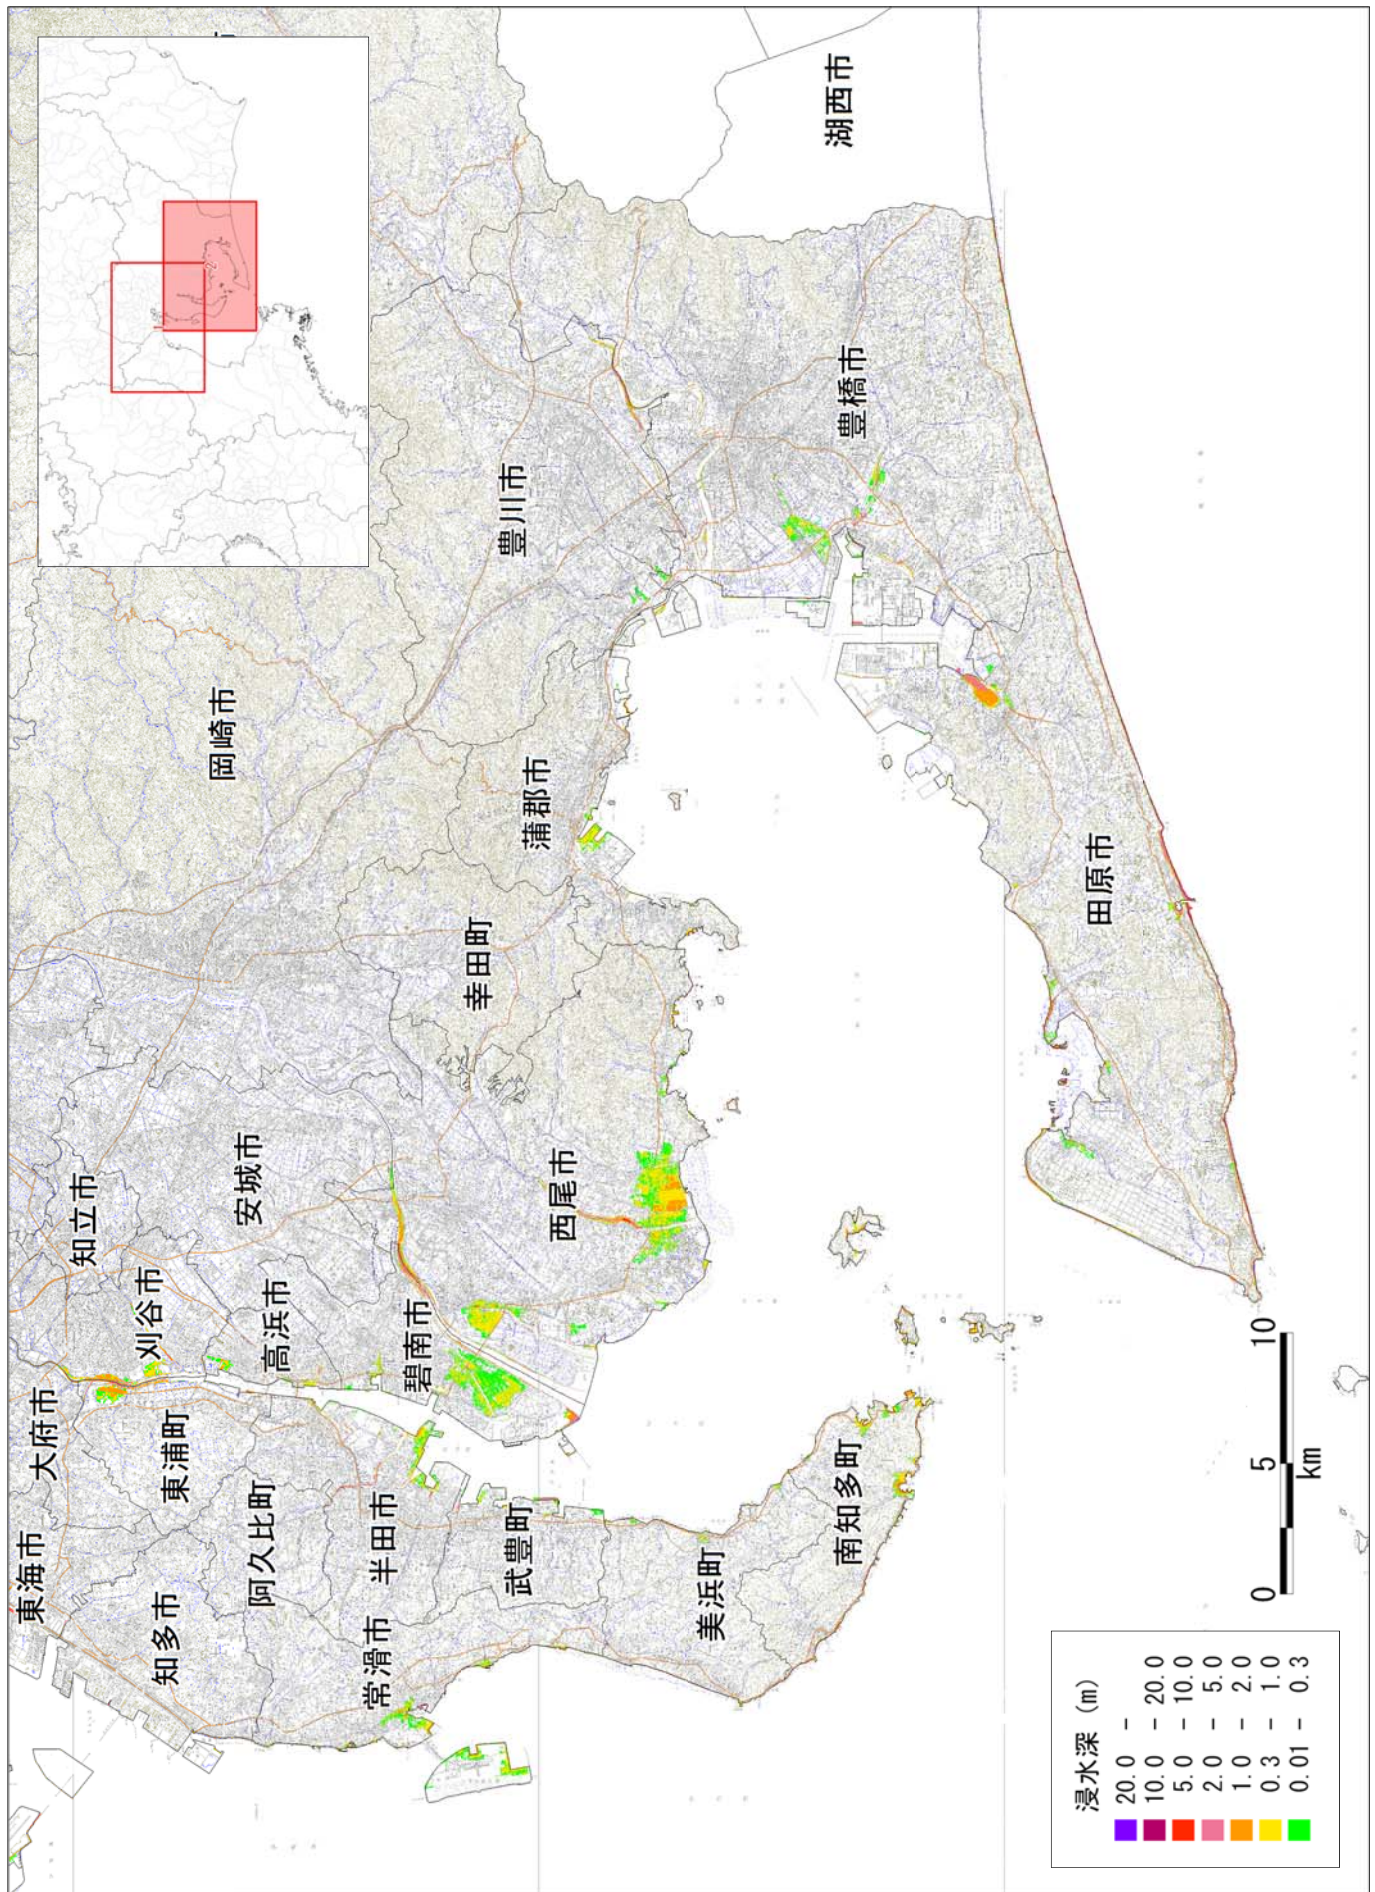 湖西市
豊橋市
豊川市
岡崎市
蒲郡市
田原市
幸田町
西尾市
安城市
知立市
刈谷市
高浜市
碧南市
大府市
東浦町
阿久比町
半田市
武豊町
南知多町
美浜町
東海市
知多市
常滑市
0 5 10
km
浸水深 (m)
20.0 -
10.0 - 20.0
5.0 - 10.0
2.0 - 5.0
1.0 - 2.0
0.3 - 1.0
0.01 - 0.3